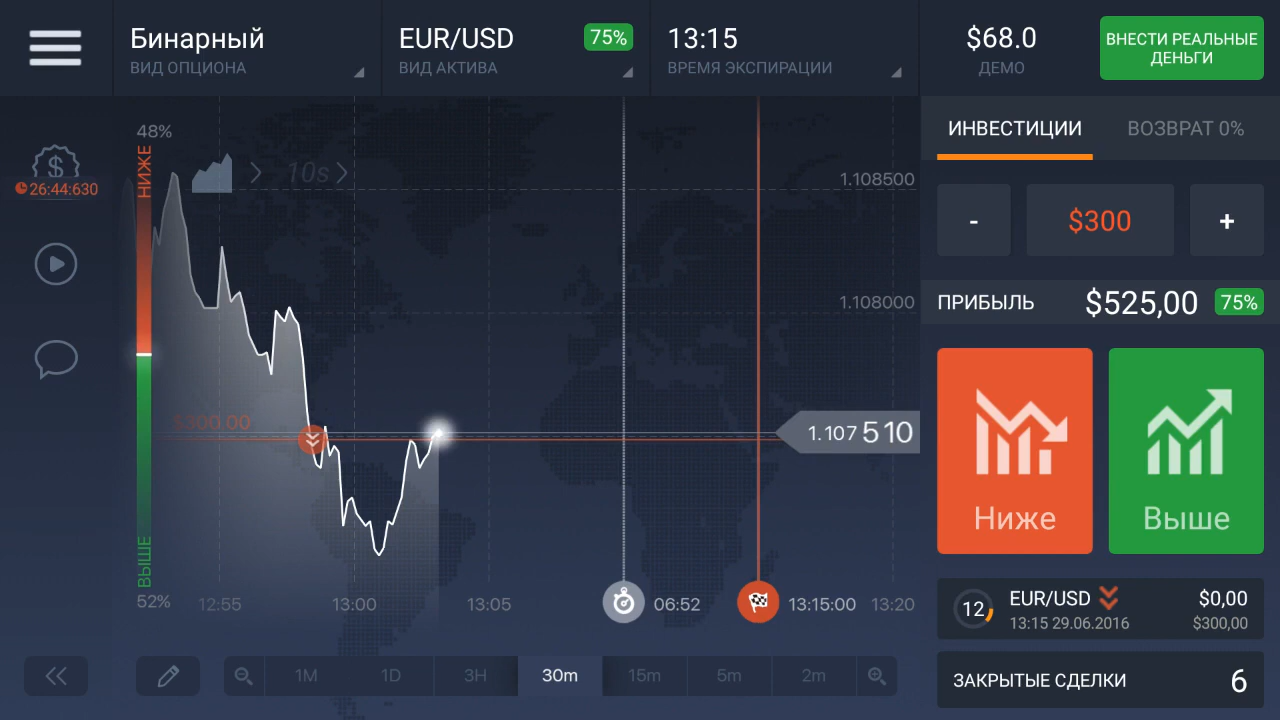 Бинарный
ВИД ОПЦИОНА
EUR/USD 75%
ВИД АКТИВА
13:15
ВРЕМЯ ЭКСПИРАЦИИ
$68.0
ДЕМО
ВНЕСТИ РЕАЛЬНЫЕ
ДЕНЬГИ
26:44:630
48%
НИЖЕ
10s
1.108500
1.108000
$300.00
1.107510
ВЫШЕ
52%
12:55
13:00
13:05
06:52
13:15:00
13:20
1M
1D
3H
30m
15m
5m
2m
ИНВЕСТИЦИИ
ВОЗВРАТ 0%
-
$300
+
ПРИБЫЛЬ $525,00 75%
Ниже
Выше
12
EUR/USD $0,00
13:15 29.06.2016 $300,00
ЗАКРЫТЫЕ СДЕЛКИ 6